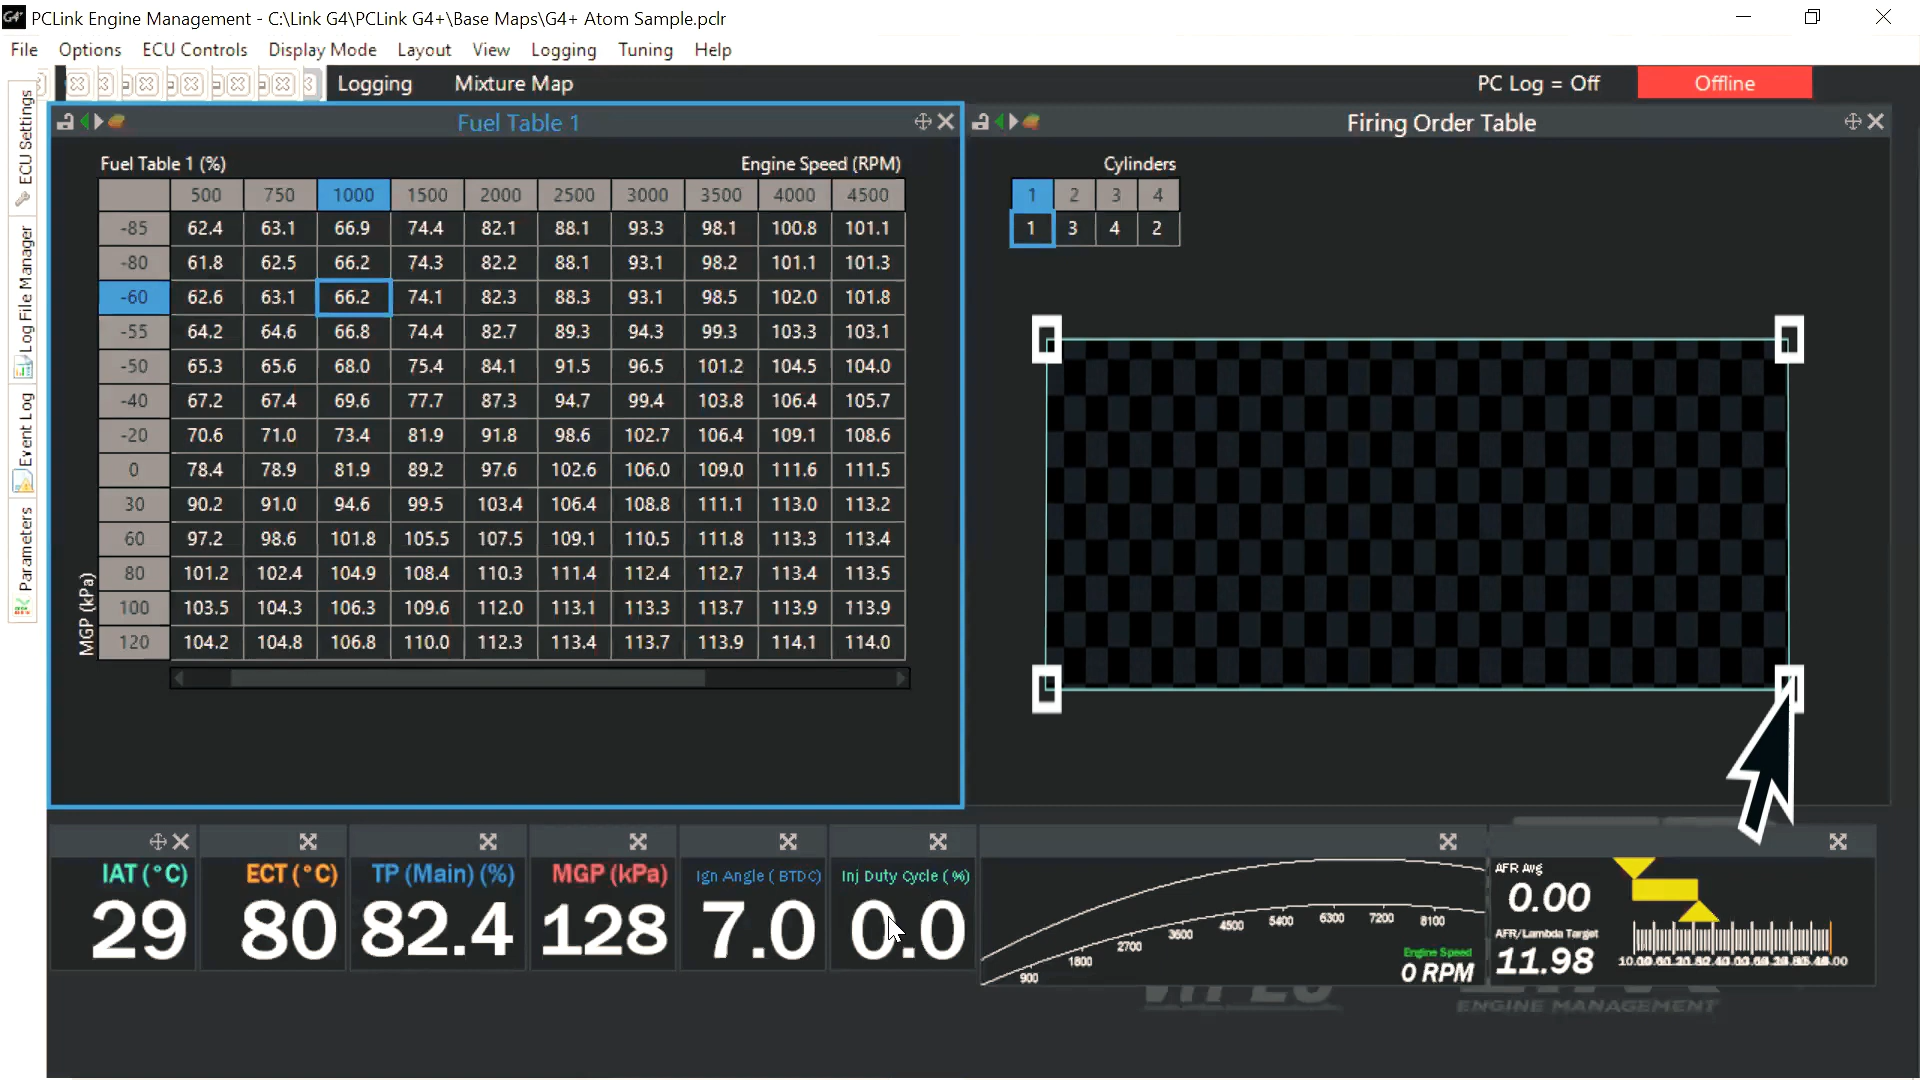 G4+ PCLink Engine Management - C:\Link G4\PCLink G4+\Base Maps\G4+ Atom Sample.pclr
File Options ECU Controls Display Mode Layout View Logging Tuning Help
Logging Mixture Map PC Log = Off Offline
ECU Settings
Log File Manager
Event Log
Parameters
Fuel Table 1
Fuel Table 1 (%) Engine Speed (RPM)
500 750 1000 1500 2000 2500 3000 3500 4000 4500
-85 62.4 63.1 66.9 74.4 82.1 88.1 93.3 98.1 100.8 101.1
-80 61.8 62.5 66.2 74.3 82.2 88.1 93.1 98.2 101.1 101.3
-60 62.6 63.1 66.2 74.1 82.3 88.3 93.1 98.5 102.0 101.8
-55 64.2 64.6 66.8 74.4 82.7 89.3 94.3 99.3 103.3 103.1
-50 65.3 65.6 68.0 75.4 84.1 91.5 96.5 101.2 104.5 104.0
-40 67.2 67.4 69.6 77.7 87.3 94.7 99.4 103.8 106.4 105.7
-20 70.6 71.0 73.4 81.9 91.8 98.6 102.7 106.4 109.1 108.6
0 78.4 78.9 81.9 89.2 97.6 102.6 106.0 109.0 111.6 111.5
30 90.2 91.0 94.6 99.5 103.4 106.4 108.8 111.1 113.0 113.2
60 97.2 98.6 101.8 105.5 107.5 109.1 110.5 111.8 113.3 113.4
80 101.2 102.4 104.9 108.4 110.3 111.4 112.4 112.7 113.4 113.5
100 103.5 104.3 106.3 109.6 112.0 113.1 113.3 113.7 113.9 113.9
120 104.2 104.8 106.8 110.0 112.3 113.4 113.7 113.9 114.1 114.0
MGP (kPa)
Firing Order Table
Cylinders
1 2 3 4
1 3 4 2
IAT (°C)
29
ECT (°C)
80
TP (Main) (%)
82.4
MGP (kPa)
128
Ign Angle ( BTDC)
7.0
Inj Duty Cycle ( %)
0.0
900 1800 2700 3600 4500 5400 6300 7200 8100
Engine Speed
0 RPM
AFR Avg
0.00
AFR/Lambda Target
11.98
ENGINE MANAGEMENT